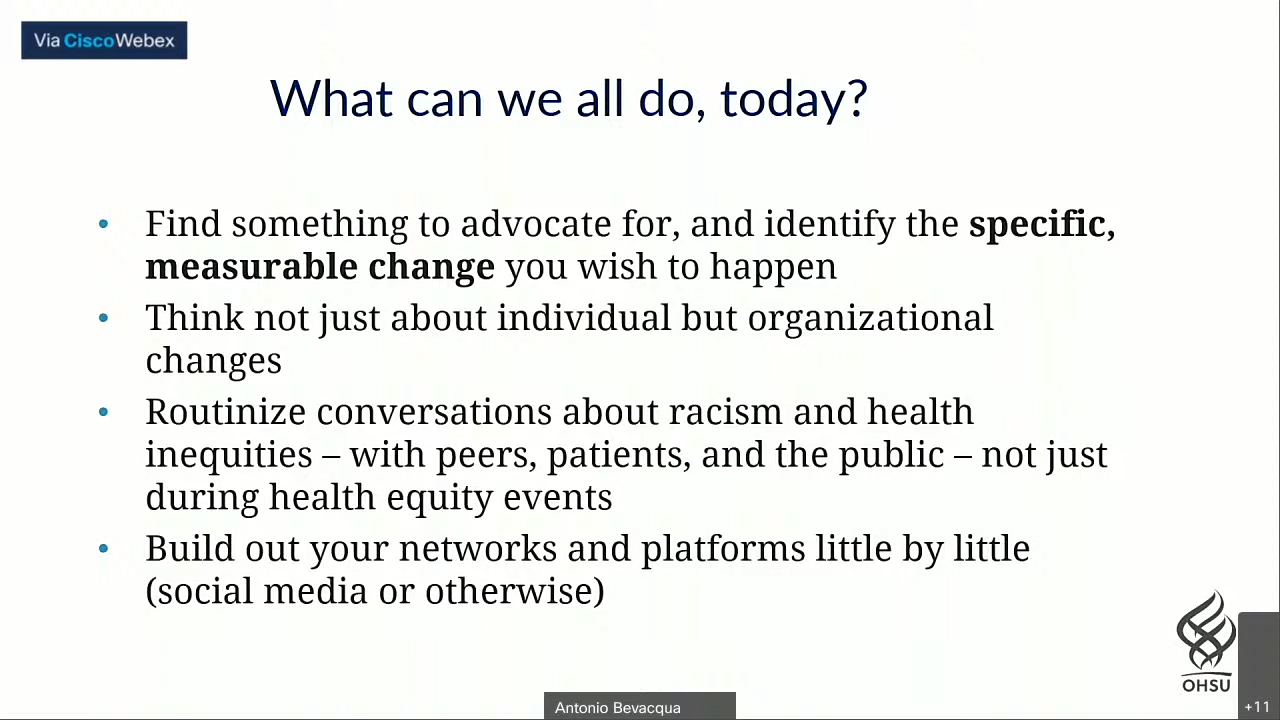 Via Cisco Webex
What can we all do, today?
• Find something to advocate for, and identify the specific,
measurable change you wish to happen
• Think not just about individual but organizational
changes
• Routinize conversations about racism and health
inequities – with peers, patients, and the public – not just
during health equity events
• Build out your networks and platforms little by little
(social media or otherwise)
OHSU
Antonio Bevacqua
+11